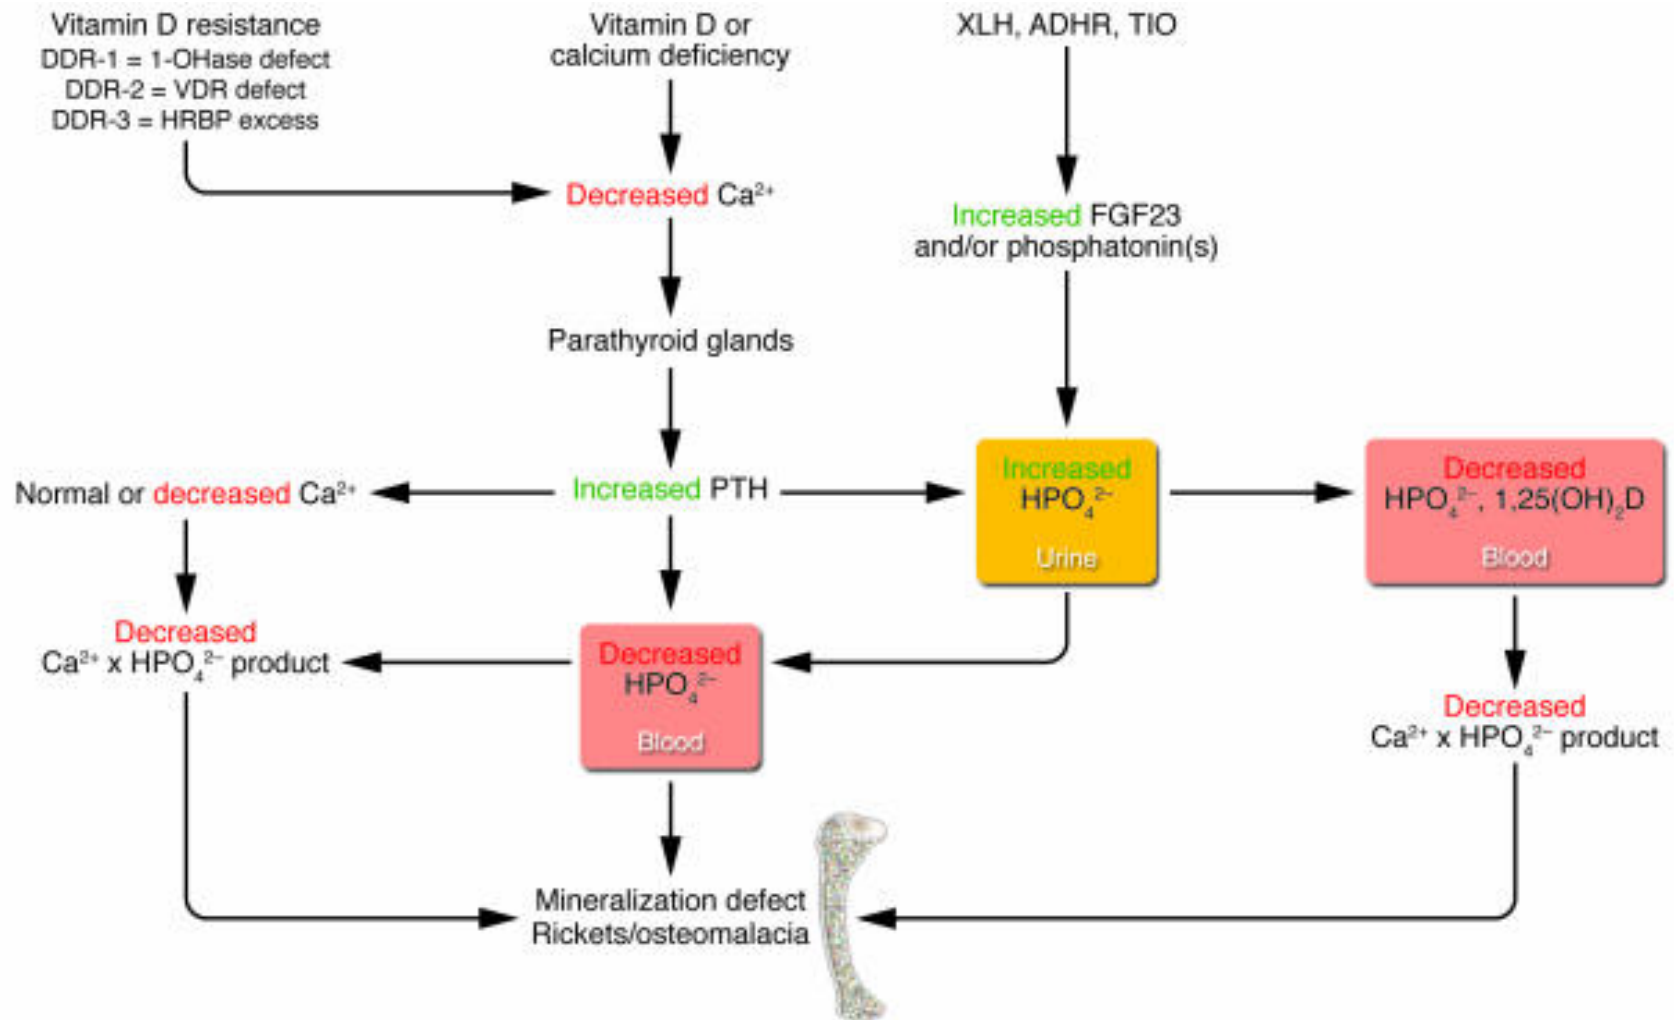 Vitamin D resistance
DDR-1 = 1-OHase defect
DDR-2 = VDR defect
DDR-3 = HRBP excess
Vitamin D or
calcium deficiency
XLH, ADHR, TIO
Decreased Ca²⁺
Increased FGF23
and/or phosphatonin(s)
Parathyroid glands
Normal or decreased Ca²⁺
Increased PTH
Increased
HPO₄²⁻
Urine
Decreased
HPO₄²⁻, 1,25(OH)₂D
Blood
Decreased
Ca²⁺ x HPO₄²⁻ product
Decreased
HPO₄²⁻
Blood
Decreased
Ca²⁺ x HPO₄²⁻ product
Mineralization defect
Rickets/osteomalacia